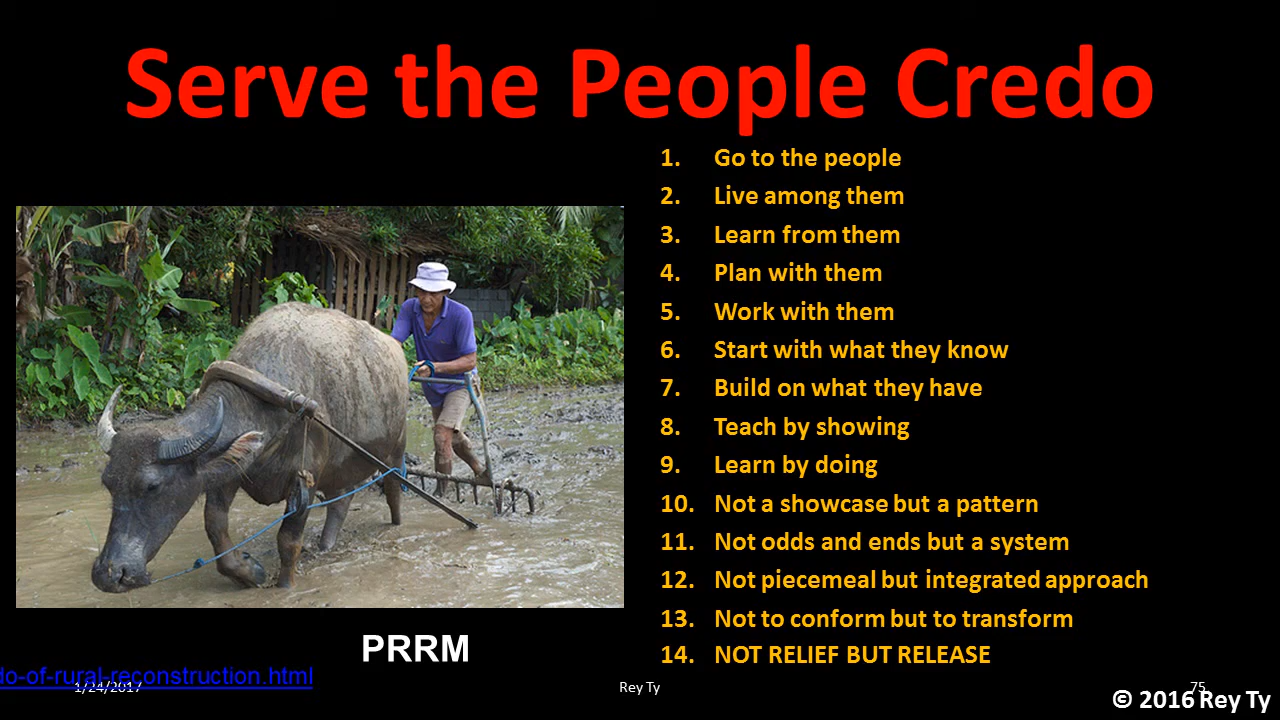 Serve the People Credo
1. Go to the people
2. Live among them
3. Learn from them
4. Plan with them
5. Work with them
6. Start with what they know
7. Build on what they have
8. Teach by showing
9. Learn by doing
10. Not a showcase but a pattern
11. Not odds and ends but a system
12. Not piecemeal but integrated approach
13. Not to conform but to transform
14. NOT RELIEF BUT RELEASE
PRRM
do-of-rural-reconstruction.html
1/24/2017
Rey Ty
75
© 2016 Rey Ty